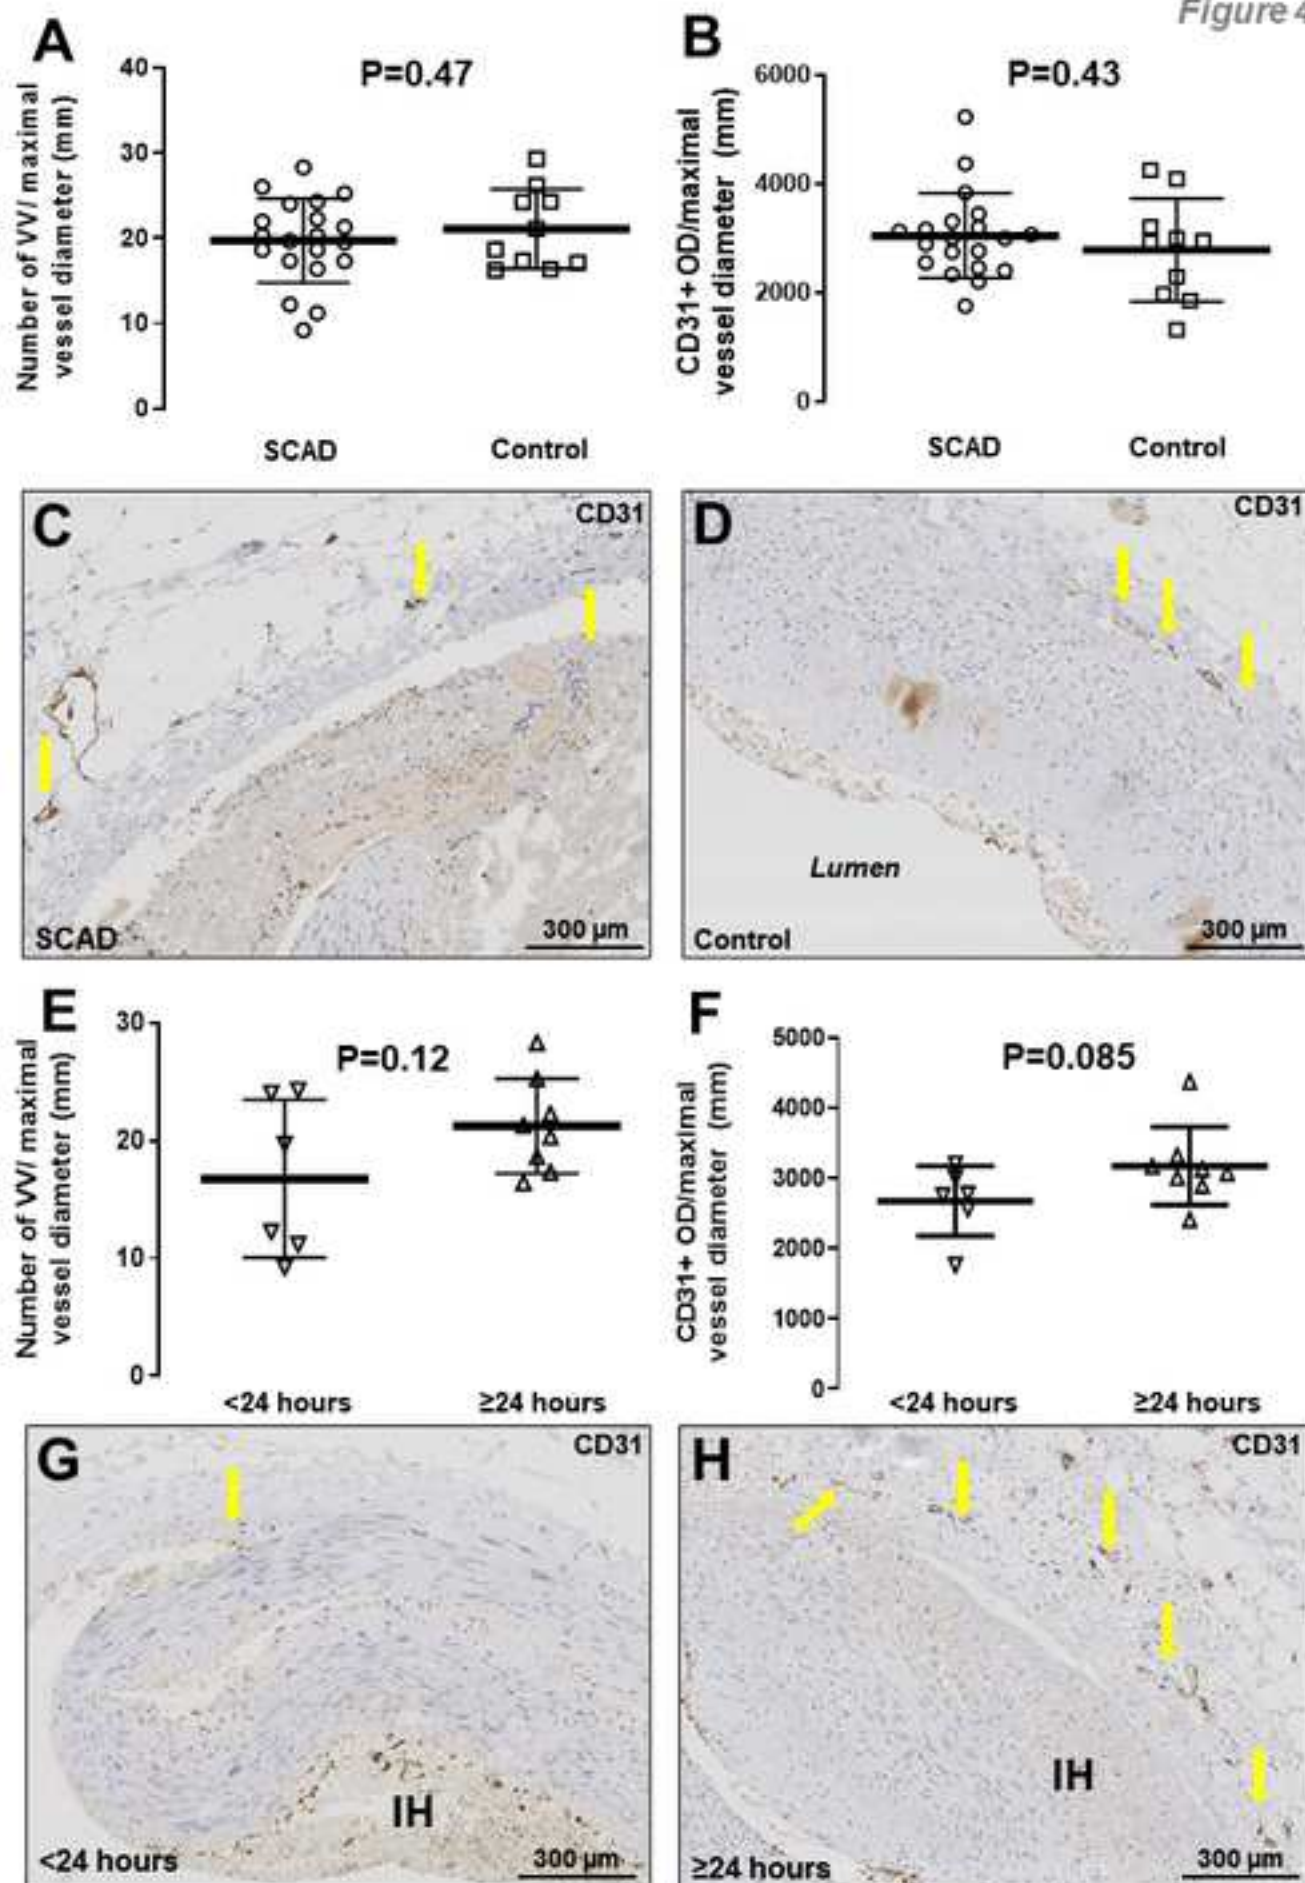 Figure 4
A
P=0.47
Number of VV/ maximal
vessel diameter (mm)
40
30
20
10
0
SCAD
Control
B
P=0.43
CD31+ OD/maximal
vessel diameter (mm)
6000
4000
2000
0
SCAD
Control
C
CD31
SCAD
300 µm
D
CD31
Lumen
Control
300 µm
E
P=0.12
Number of VV/ maximal
vessel diameter (mm)
30
20
10
0
<24 hours
≥24 hours
F
P=0.085
CD31+ OD/maximal
vessel diameter (mm)
5000
4000
3000
2000
1000
0
<24 hours
≥24 hours
G
CD31
IH
<24 hours
300 µm
H
CD31
IH
≥24 hours
300 µm